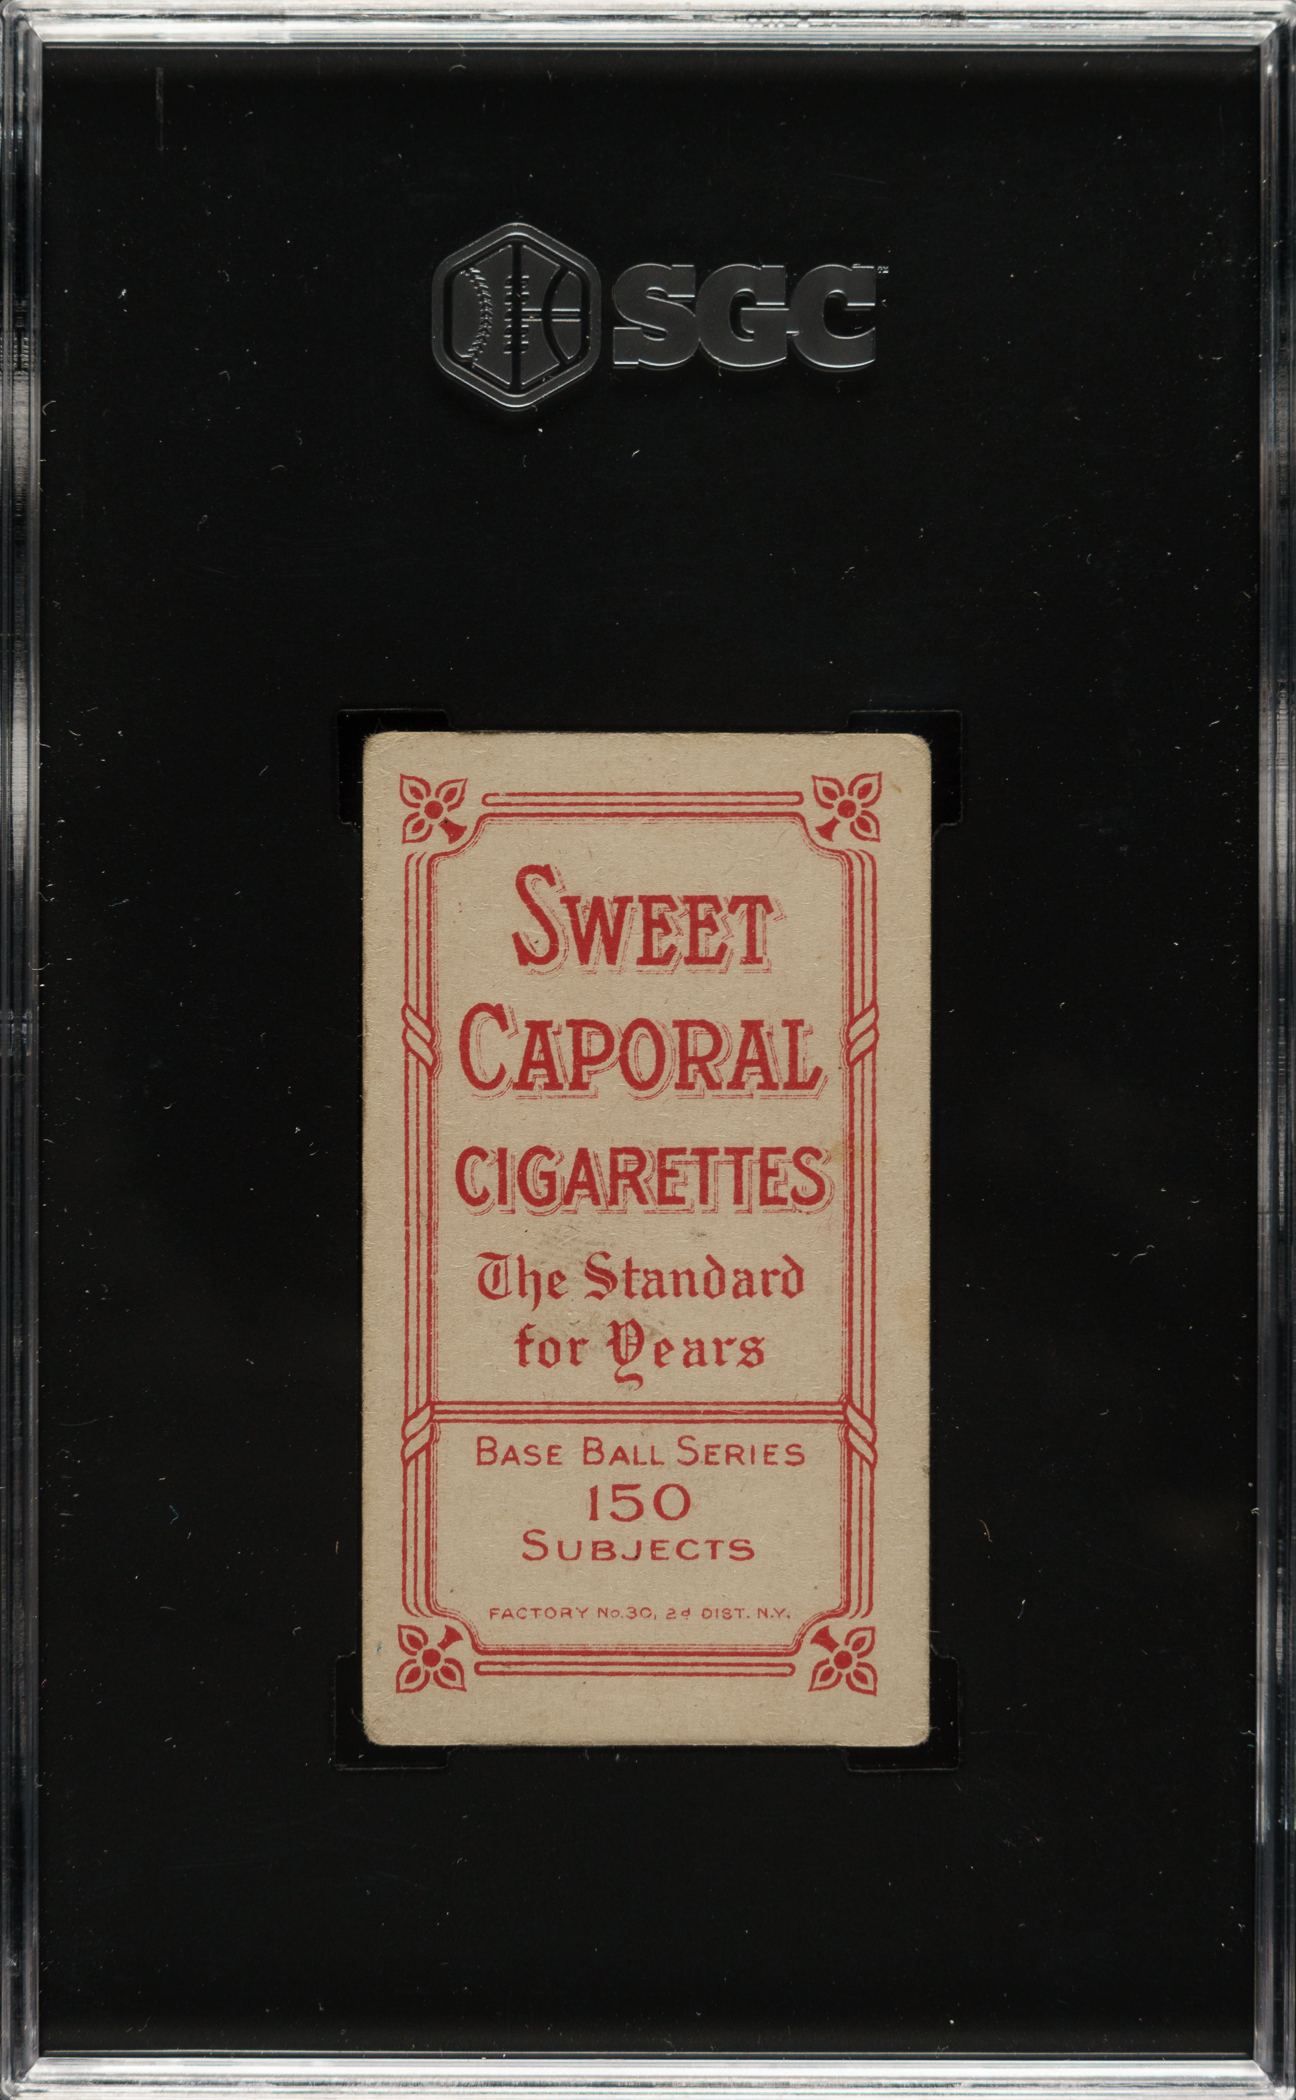 SGC
SWEET
CAPORAL
CIGARETTES
The Standard
for Years
BASE BALL SERIES
150
SUBJECTS
FACTORY No. 30, 2d DIST. N.Y.